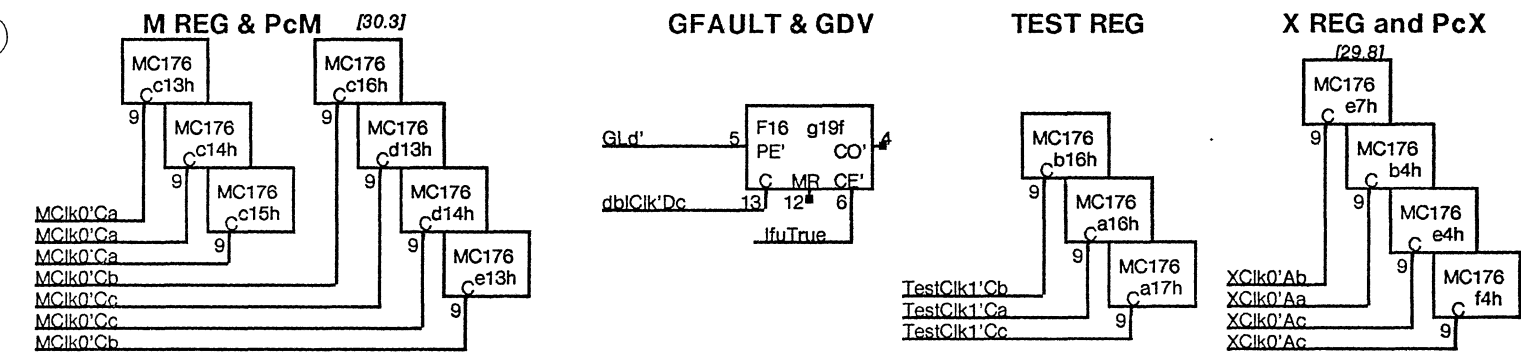 M REG & PcM [30.3]
MC176
c13h
C
9
MC176
c14h
C
9
MC176
c15h
C
9
MC176
c16h
C
9
MC176
d13h
C
9
MC176
d14h
C
9
MC176
e13h
C
9
MClk0'Ca
MClk0'Ca
MClk0'Ca
MClk0'Cb
MClk0'Cc
MClk0'Cc
MClk0'Cb
GFAULT & GDV
GLd' 5
F16 g19f
PE' CO' 4
C MR CE'
dblClk'Dc 13 12 6
IfuTrue
TEST REG
MC176
b16h
C
9
MC176
a16h
C
9
MC176
a17h
C
9
TestClk1'Cb
TestClk1'Ca
TestClk1'Cc
X REG and PcX
[29.8]
MC176
e7h
C
9
MC176
b4h
C
9
MC176
e4h
C
9
MC176
f4h
C
9
XClk0'Ab
XClk0'Aa
XClk0'Ac
XClk0'Ac